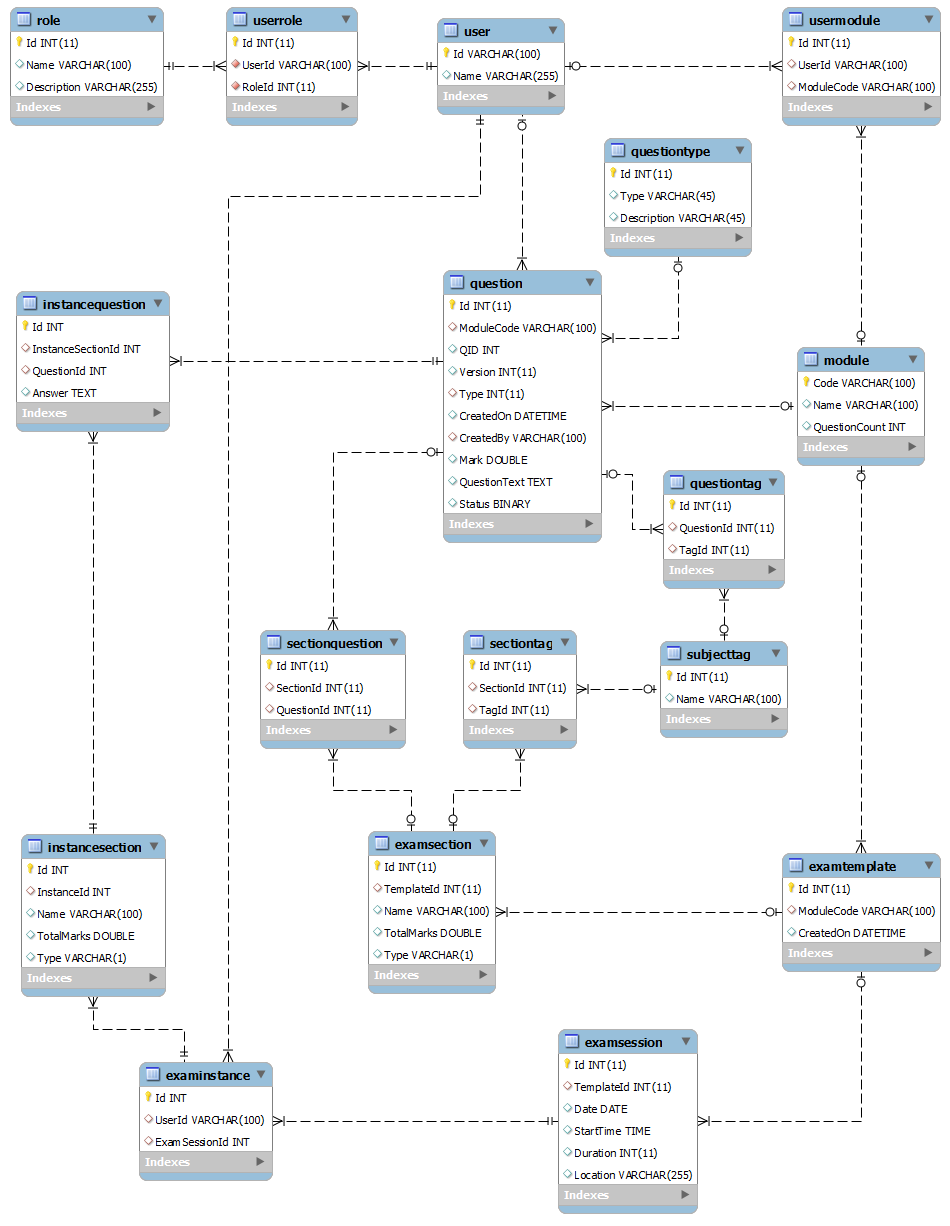 role
Id INT(11)
Name VARCHAR(100)
Description VARCHAR(255)
Indexes
userrole
Id INT(11)
UserId VARCHAR(100)
RoleId INT(11)
Indexes
user
Id VARCHAR(100)
Name VARCHAR(255)
Indexes
usermodule
Id INT(11)
UserId VARCHAR(100)
ModuleCode VARCHAR(100)
Indexes
questiontype
Id INT(11)
Type VARCHAR(45)
Description VARCHAR(45)
Indexes
instancequestion
Id INT
InstanceSectionId INT
QuestionId INT
Answer TEXT
Indexes
question
Id INT(11)
ModuleCode VARCHAR(100)
QID INT
Version INT(11)
Type INT(11)
CreatedOn DATETIME
CreatedBy VARCHAR(100)
Mark DOUBLE
QuestionText TEXT
Status BINARY
Indexes
module
Code VARCHAR(100)
Name VARCHAR(100)
QuestionCount INT
Indexes
questiontag
Id INT(11)
QuestionId INT(11)
TagId INT(11)
Indexes
sectionquestion
Id INT(11)
SectionId INT(11)
QuestionId INT(11)
Indexes
sectiontag
Id INT(11)
SectionId INT(11)
TagId INT(11)
Indexes
subjecttag
Id INT(11)
Name VARCHAR(100)
Indexes
instancesection
Id INT
InstanceId INT
Name VARCHAR(100)
TotalMarks DOUBLE
Type VARCHAR(1)
Indexes
examsection
Id INT(11)
TemplateId INT(11)
Name VARCHAR(100)
TotalMarks DOUBLE
Type VARCHAR(1)
Indexes
examtemplate
Id INT(11)
ModuleCode VARCHAR(100)
CreatedOn DATETIME
Indexes
examinstance
Id INT
UserId VARCHAR(100)
ExamSessionId INT
Indexes
examsession
Id INT(11)
TemplateId INT(11)
Date DATE
StartTime TIME
Duration INT(11)
Location VARCHAR(255)
Indexes